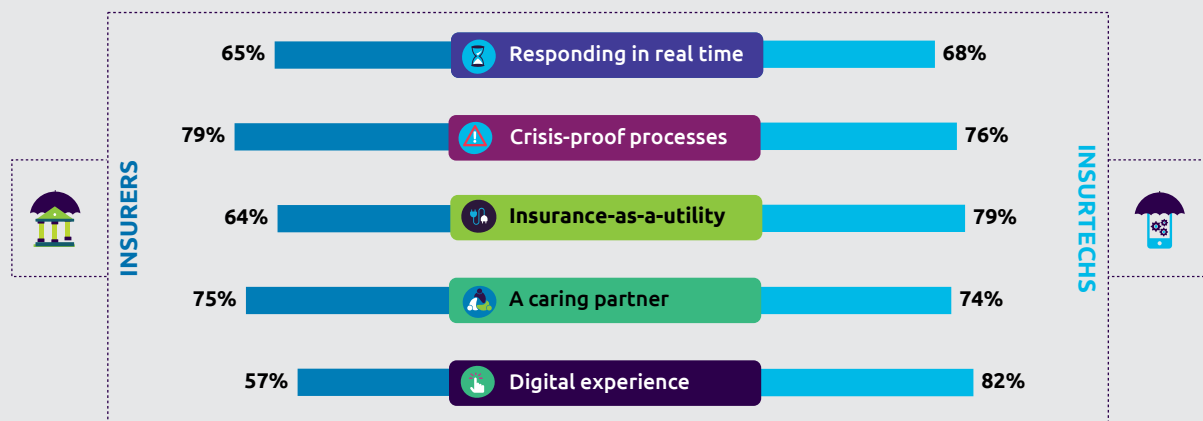 65% Responding in real time 68%
79% Crisis-proof processes 76%
INSURERS
64% Insurance-as-a-utility 79%
INSURTECHS
75% A caring partner 74%
57% Digital experience 82%